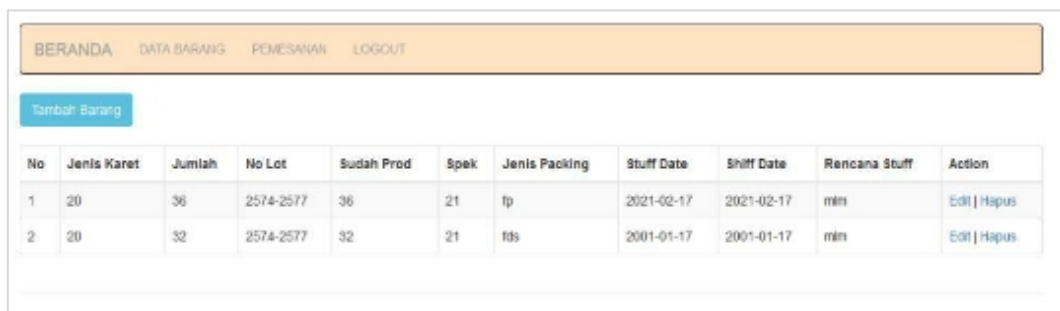 BERANDA DATA BARANG PEMESANAN LOGOUT
Tambah Barang
No Jenis Karet Jumlah No Lot Sudah Prod Spek Jenis Packing Stuff Date Shiff Date Rencana Stuff Action
1 20 36 2574-2577 36 21 fp 2021-02-17 2021-02-17 mlm Edit | Hapus
2 20 32 2574-2577 32 21 fds 2001-01-17 2001-01-17 mlm Edit | Hapus